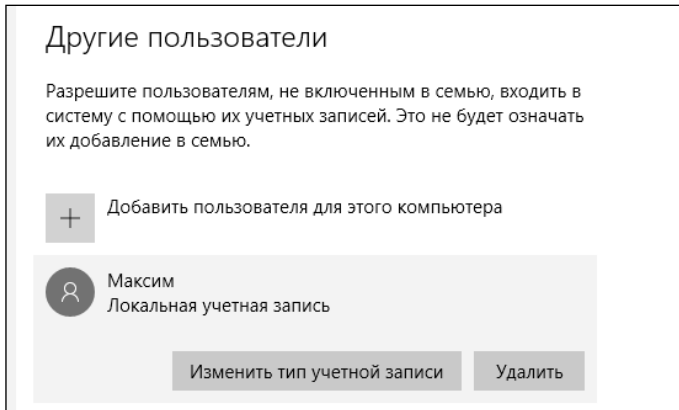 Другие пользователи
Разрешите пользователям, не включенным в семью, входить в
систему с помощью их учетных записей. Это не будет означать
их добавление в семью.
Добавить пользователя для этого компьютера
Максим
Локальная учетная запись
Изменить тип учетной записи
Удалить